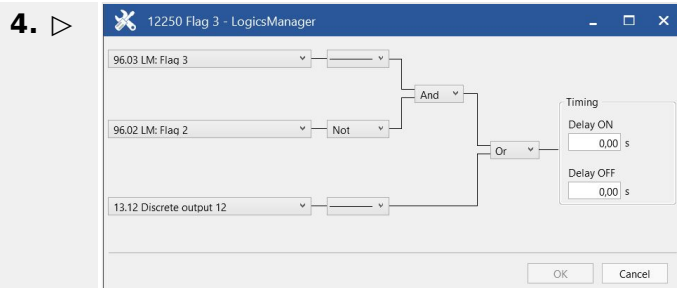 4. ▷
12250 Flag 3 - LogicsManager
96.03 LM: Flag 3
And
Timing
Delay ON
96.02 LM: Flag 2 Not
0,00 s
Or
Delay OFF
0,00 s
13.12 Discrete output 12
OK Cancel